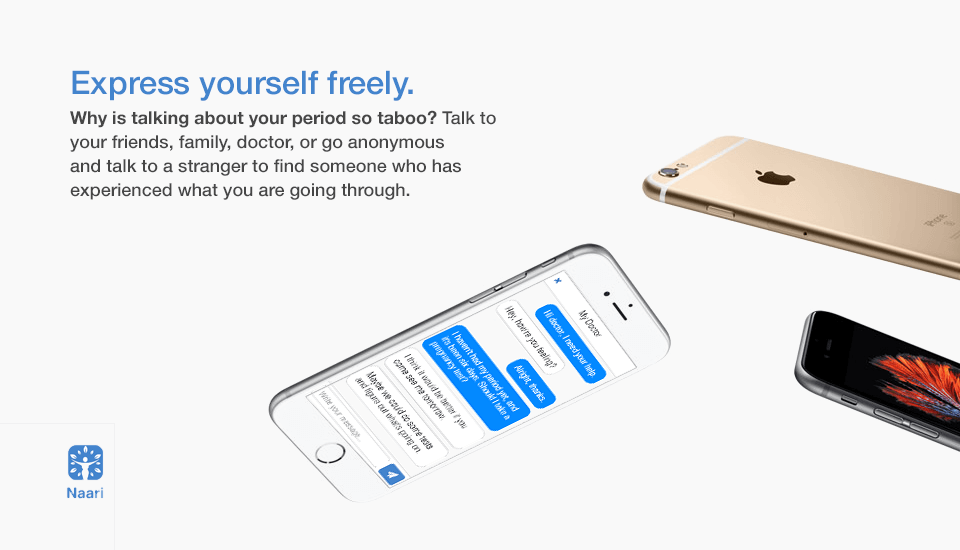 Express yourself freely.
Why is talking about your period so taboo? Talk to
your friends, family, doctor, or go anonymous
and talk to a stranger to find someone who has
experienced what you are going through.
iPhone
My Doctor
Hi doctor, I need your help
Hey, how're you feeling?
Alright, thanks
I haven't had my period yet, and
it's been six days. Should I take a
pregnancy test?
I think it would be better if you
come see me tomorrow.
Maybe we could do some tests
and figure out what's going on.
Write your message
Naari